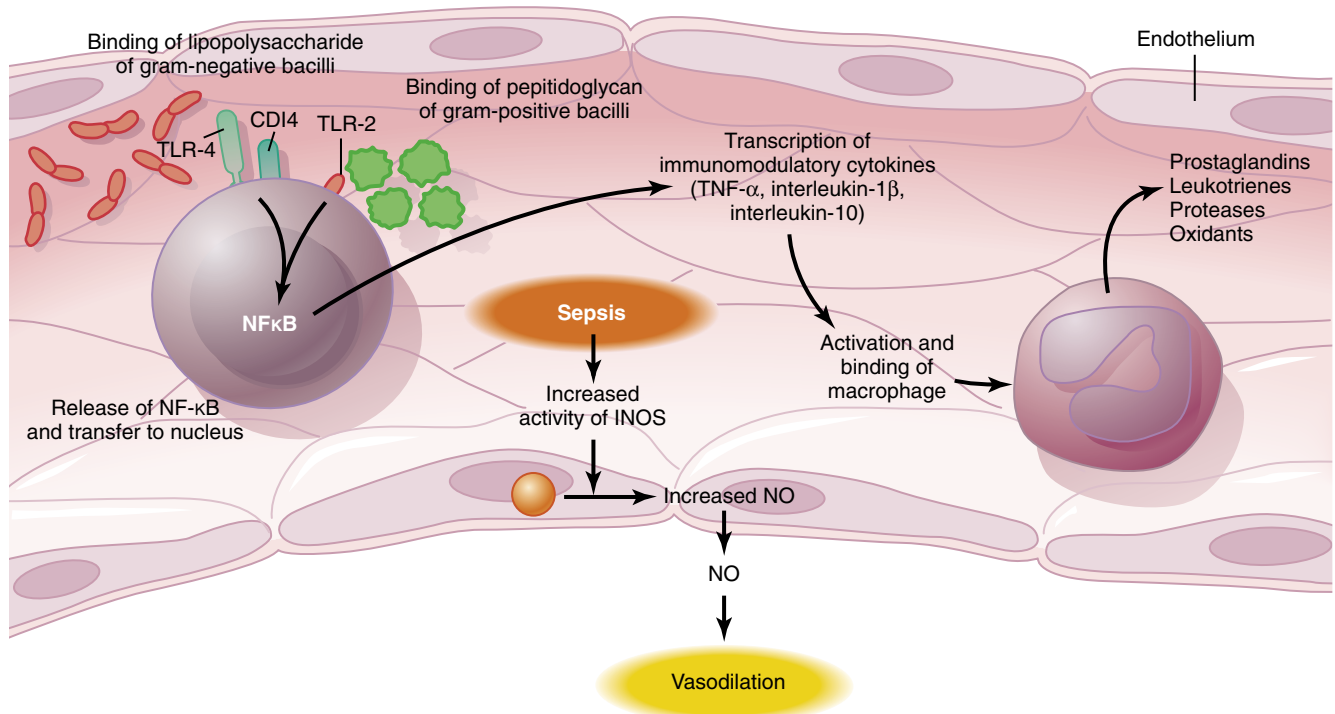 Binding of lipopolysaccharide
of gram-negative bacilli
Binding of pepitidoglycan
of gram-positive bacilli
Endothelium
TLR-4
CDI4
TLR-2
Transcription of
immunomodulatory cytokines
(TNF-α, interleukin-1β,
interleukin-10)
Prostaglandins
Leukotrienes
Proteases
Oxidants
NFκB
Sepsis
Activation and
binding of
macrophage
Release of NF-κB
and transfer to nucleus
Increased
activity of INOS
Increased NO
NO
Vasodilation